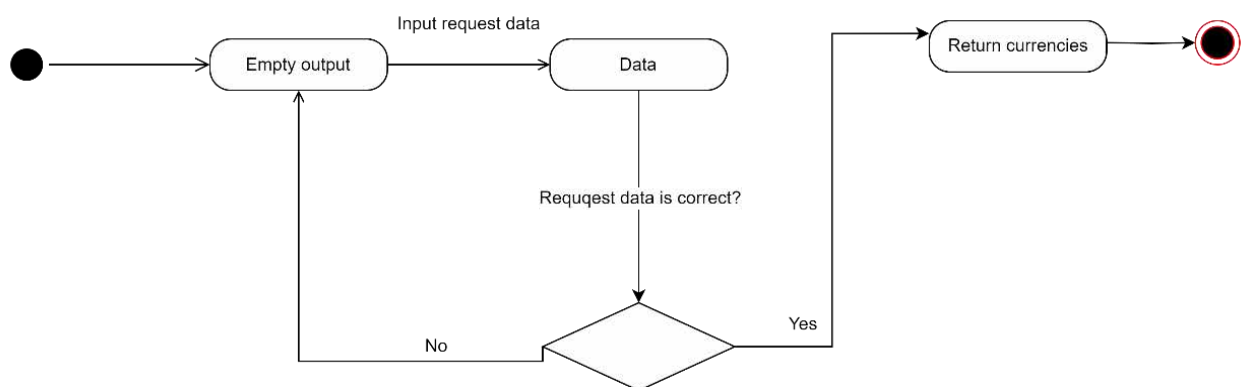 Input request data
Empty output
Data
Return currencies
Requqest data is correct?
No
Yes